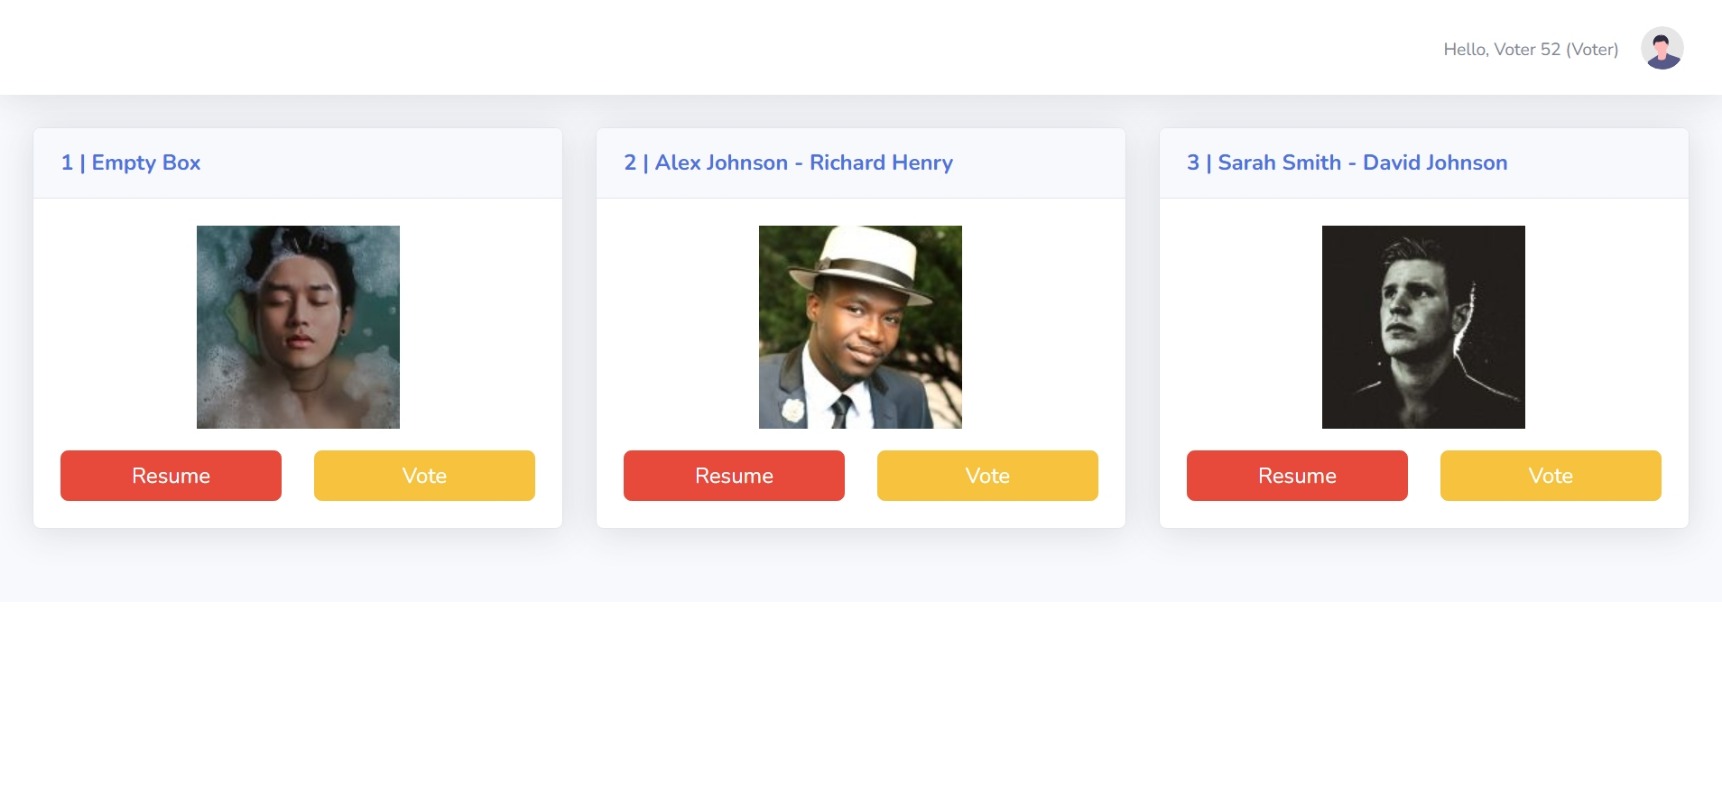 Hello, Voter 52 (Voter)
1 | Empty Box
2 | Alex Johnson - Richard Henry
3 | Sarah Smith - David Johnson
Resume
Vote
Resume
Vote
Resume
Vote